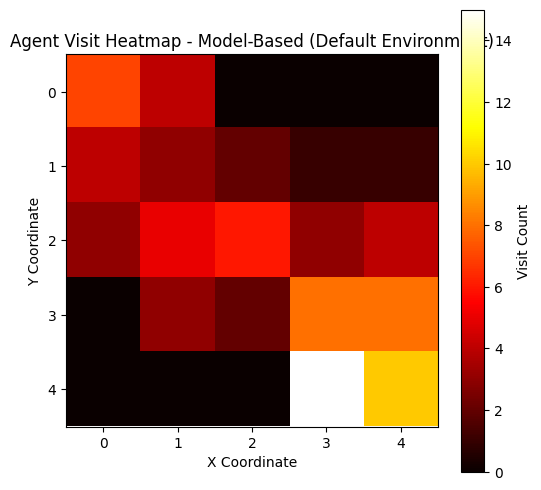 Agent Visit Heatmap - Model-Based (Default Environment)
14
12
10
8
6
4
2
0
Visit Count
0
1
2
3
4
Y Coordinate
0 1 2 3 4
X Coordinate